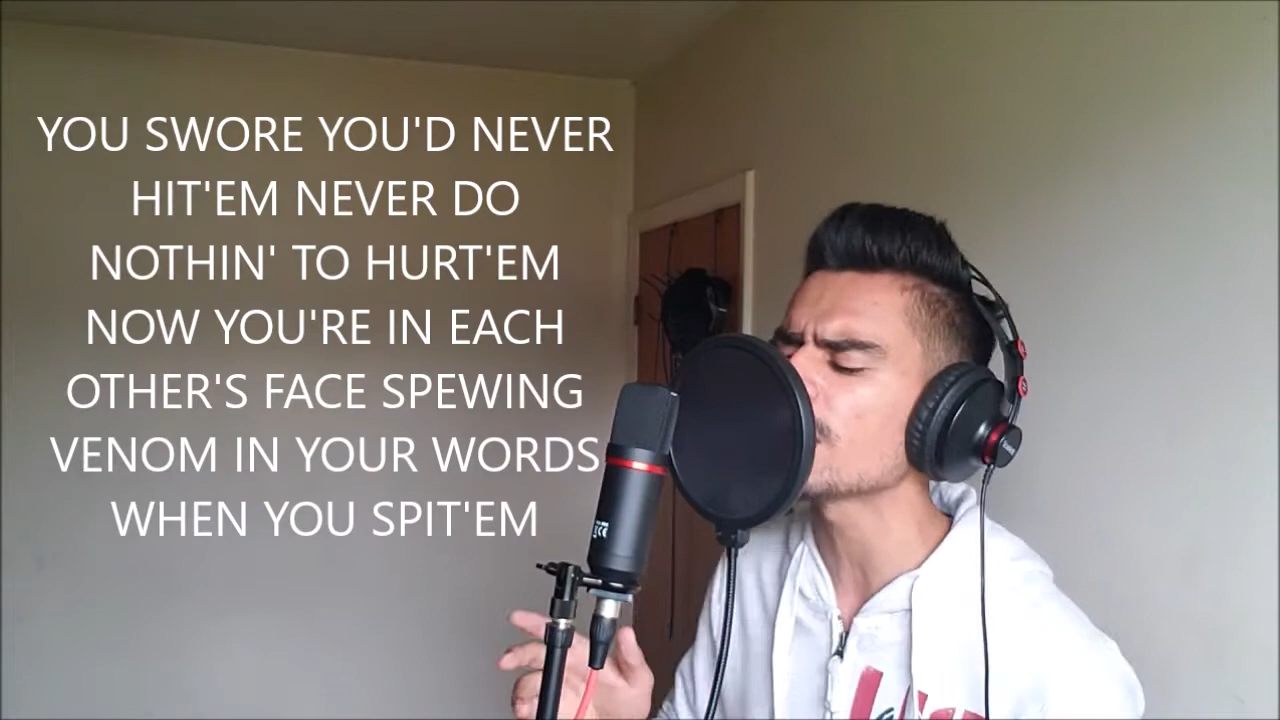 YOU SWORE YOU'D NEVER
HIT'EM NEVER DO
NOTHIN' TO HURT'EM
NOW YOU'RE IN EACH
OTHER'S FACE SPEWING
VENOM IN YOUR WORDS
WHEN YOU SPIT'EM